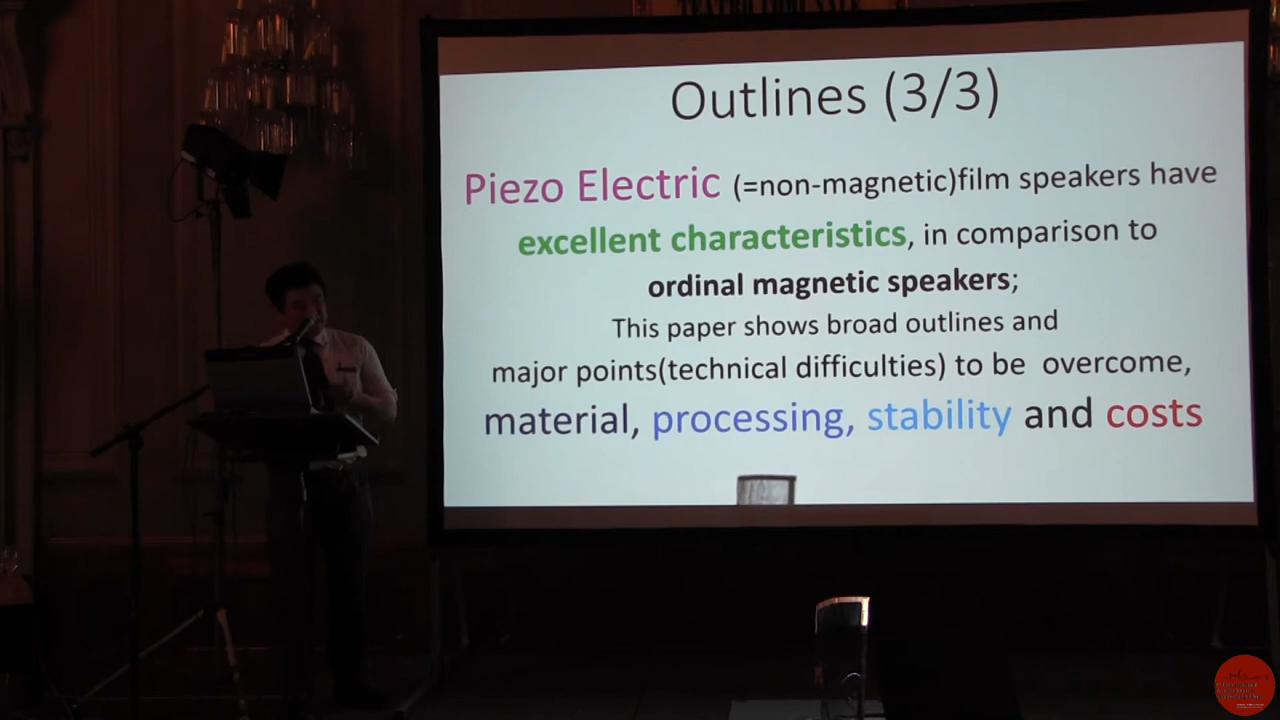 Outlines (3/3)
Piezo Electric (=non-magnetic)film speakers have
excellent characteristics, in comparison to
ordinal magnetic speakers;
This paper shows broad outlines and
major points(technical difficulties) to be overcome,
material, processing, stability and costs